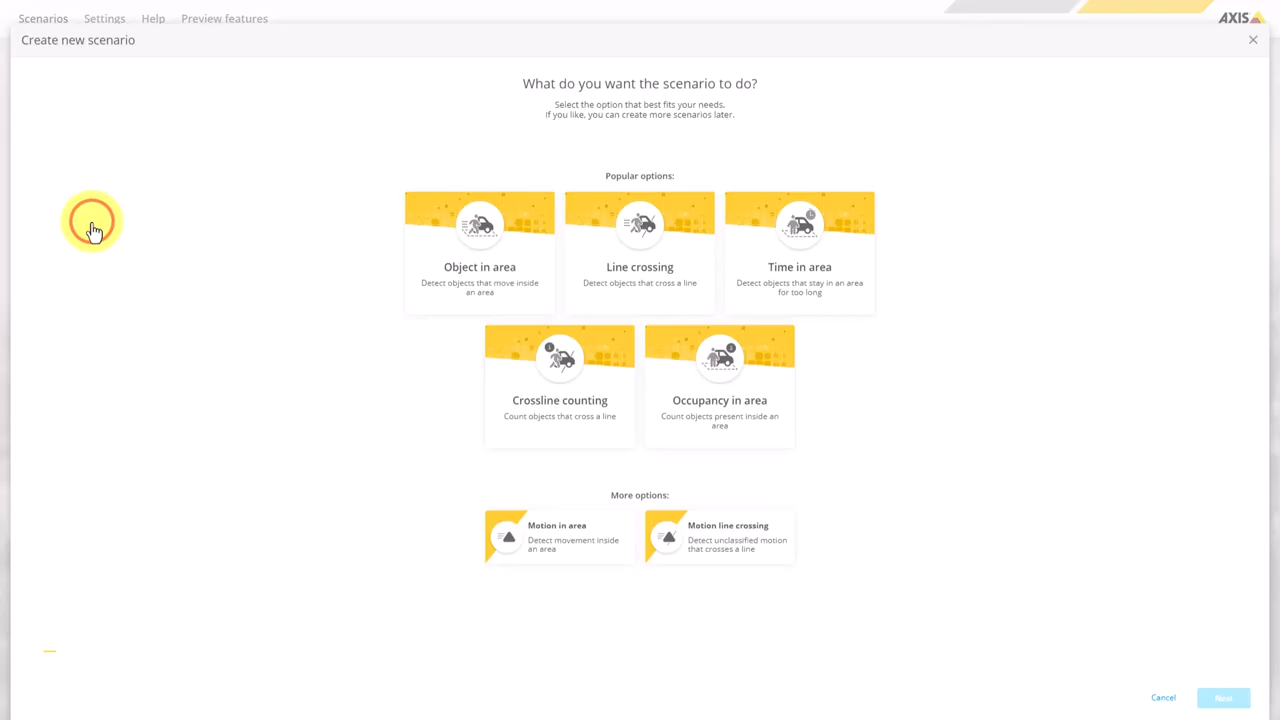 Scenarios Settings Help Preview features
AXIS
Create new scenario
What do you want the scenario to do?
Select the option that best fits your needs.
If you like, you can create more scenarios later.
Popular options:
Object in area
Detect objects that move inside
an area
Line crossing
Detect objects that cross a line
Time in area
Detect objects that stay in an area
for too long
Crossline counting
Count objects that cross a line
Occupancy in area
Count objects present inside an
area
More options:
Motion in area
Detect movement inside
an area
Motion line crossing
Detect unclassified motion
that crosses a line
Cancel
Next